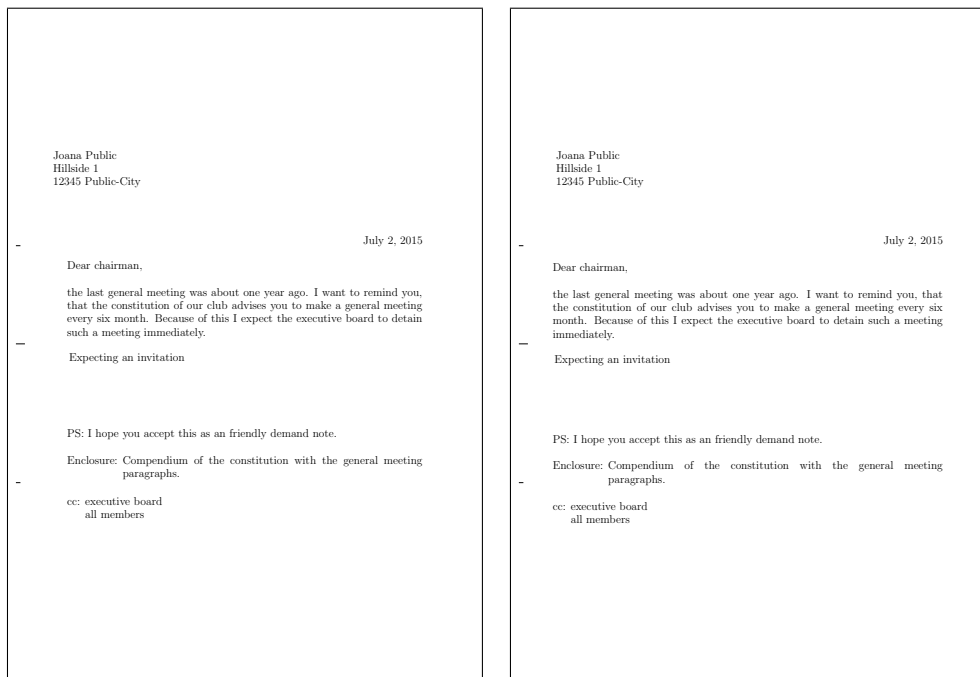 Joana Public
Hillside 1
12345 Public-City
July 2, 2015
Dear chairman,
the last general meeting was about one year ago. I want to remind you,
that the constitution of our club advises you to make a general meeting
every six month. Because of this I expect the executive board to detain
such a meeting immediately.
Expecting an invitation
PS: I hope you accept this as an friendly demand note.
Enclosure: Compendium of the constitution with the general meeting
paragraphs.
cc: executive board
all members
Joana Public
Hillside 1
12345 Public-City
July 2, 2015
Dear chairman,
the last general meeting was about one year ago. I want to remind you, that
the constitution of our club advises you to make a general meeting every six
month. Because of this I expect the executive board to detain such a meeting
immediately.
Expecting an invitation
PS: I hope you accept this as an friendly demand note.
Enclosure: Compendium of the constitution with the general meeting
paragraphs.
cc: executive board
all members